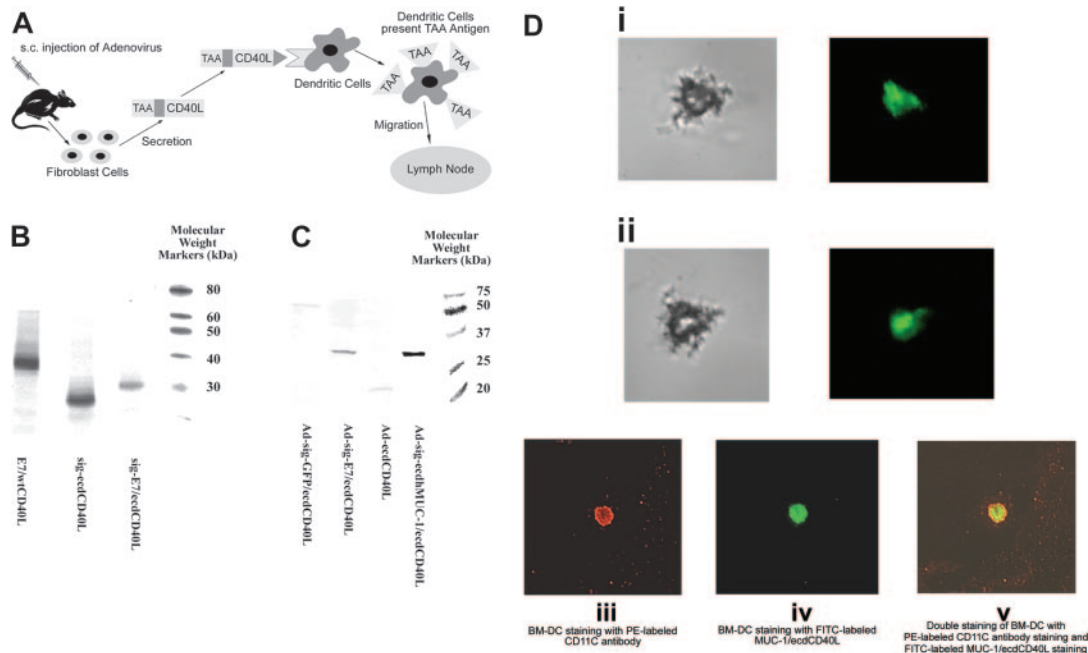 A
s.c. injection of Adenovirus
TAA CD40L
Secretion
Fibroblast Cells
TAA CD40L
Dendritic Cells
Dendritic Cells
present TAA Antigen
TAA
TAA
TAA
TAA
Migration
Lymph Node
B
Molecular
Weight
Markers (kDa)
80
60
50
40
30
E7/wtCD40L
sig-ecdCD40L
sig-E7/ecdCD40L
C
Molecular
Weight
Markers (kDa)
75
50
37
25
20
Ad-sig-GFP/ecdCD40L
Ad-sig-E7/ecdCD40L
Ad-ecdCD40L
Ad-sig-ecdhMUC-1/ecdCD40L
D
i
ii
iii
BM-DC staining with PE-labeled
CD11C antibody
iv
BM-DC staining with FITC-labeled
MUC-1/ecdCD40L
v
Double staining of BM-DC with
PE-labeled CD11C antibody staining and
FITC-labeled MUC-1/ecdCD40L staining